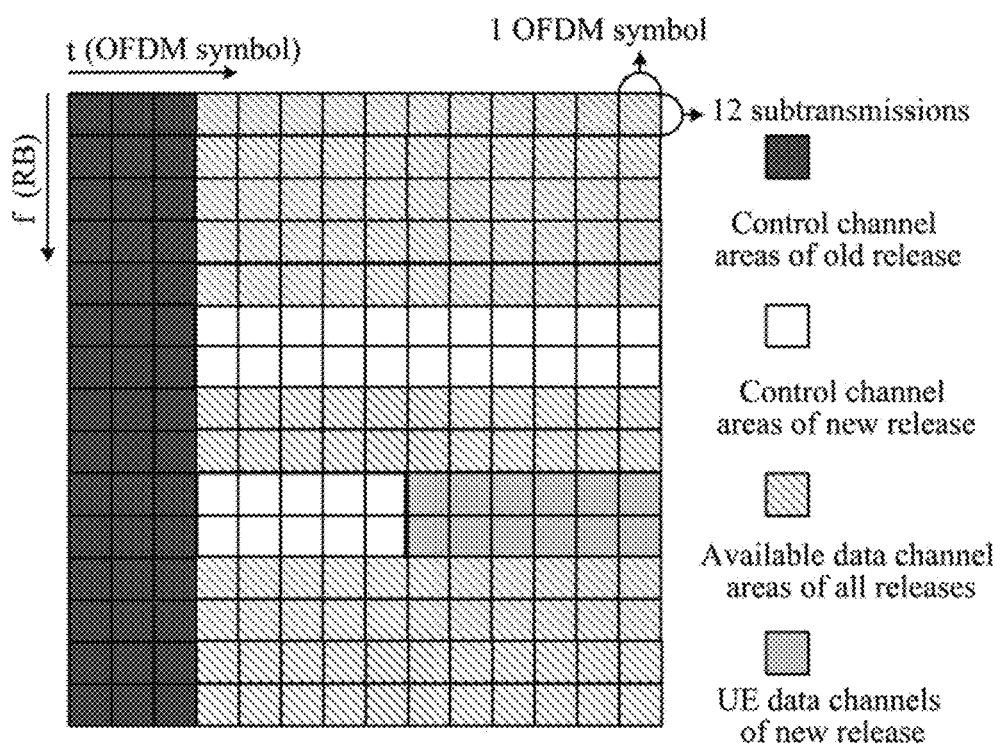 1 OFDM symbol
t (OFDM symbol)
12 subtransmissions
f (RB)
Control channel
areas of old release
Control channel
areas of new release
Available data channel
areas of all releases
UE data channels
of new release